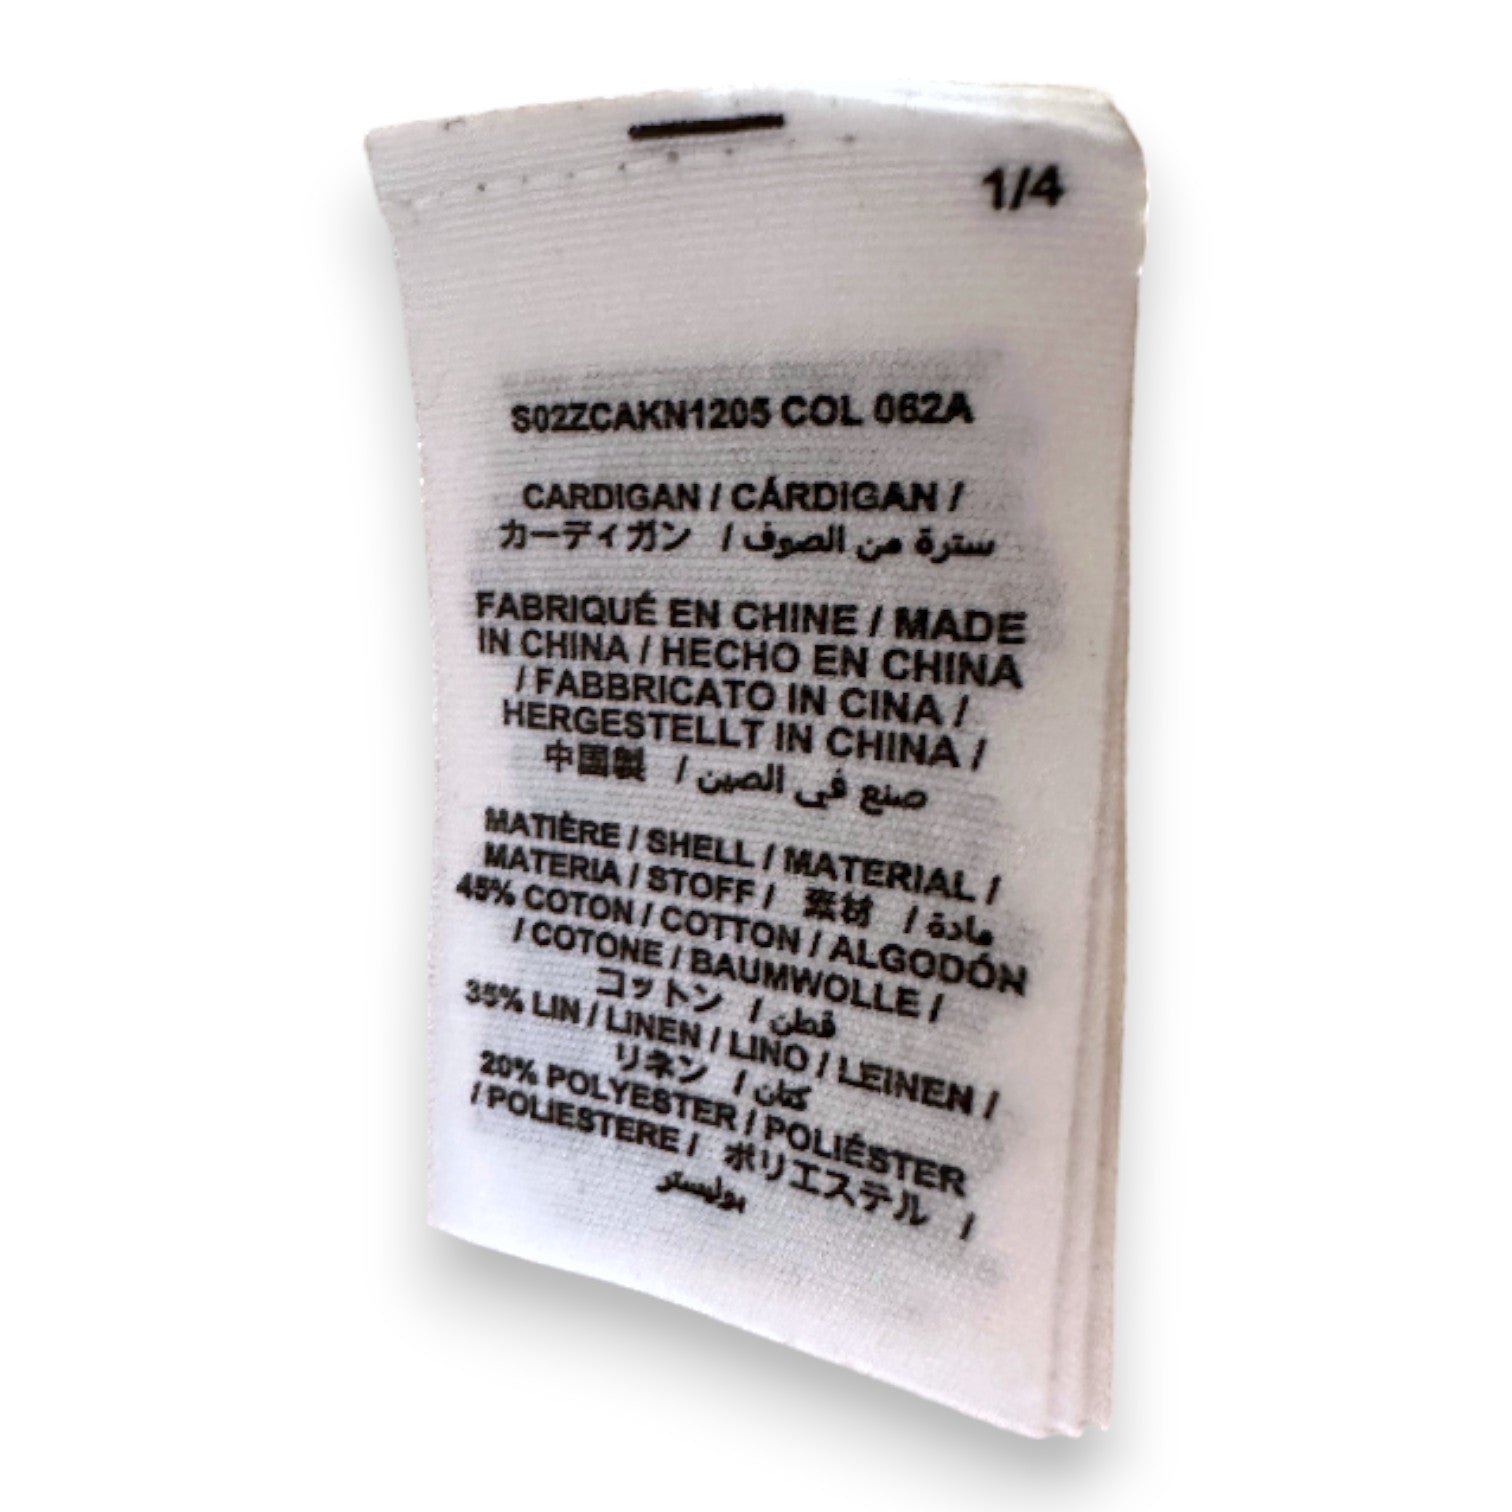 1/4
S02ZCAKN1205 COL 062A
CARDIGAN / CÁRDIGAN /
カーディガン / سترة من الصوف
FABRIQUÉ EN CHINE / MADE
IN CHINA / HECHO EN CHINA
/ FABBRICATO IN CINA /
HERGESTELLT IN CHINA /
中国製 / صنع في الصين
MATIÈRE / SHELL / MATERIAL /
MATERIA / STOFF / 素材 / مادة
45% COTON / COTTON / ALGODÓN
/ COTONE / BAUMWOLLE /
コットン / قطن
35% LIN / LINEN / LINO / LEINEN /
リネン / كتان
20% POLYESTER / POLIÉSTER
/ POLIESTERE / ポリエステル /
بوليستر